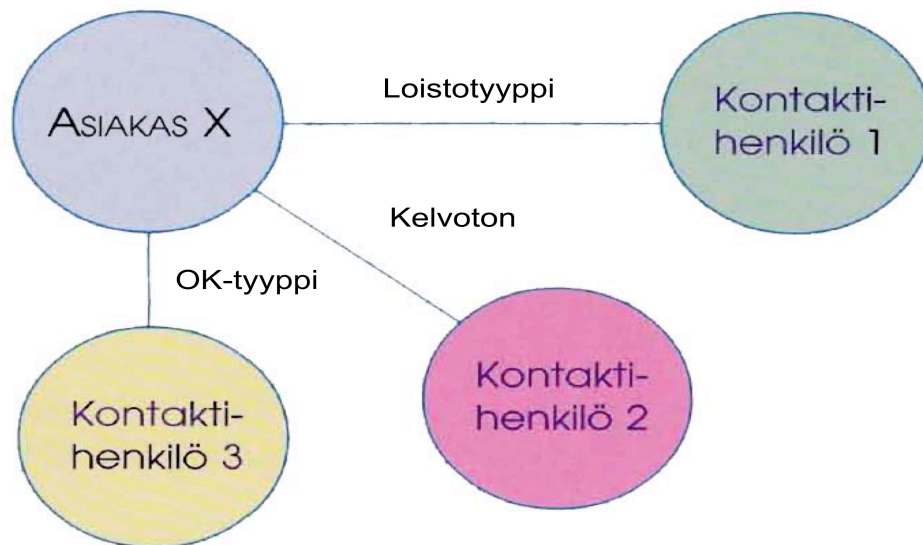 ASIAKAS X
Loistotyyppi
Kontakti-
henkilö 1
Kelvoton
OK-tyyppi
Kontakti-
henkilö 2
Kontakti-
henkilö 3